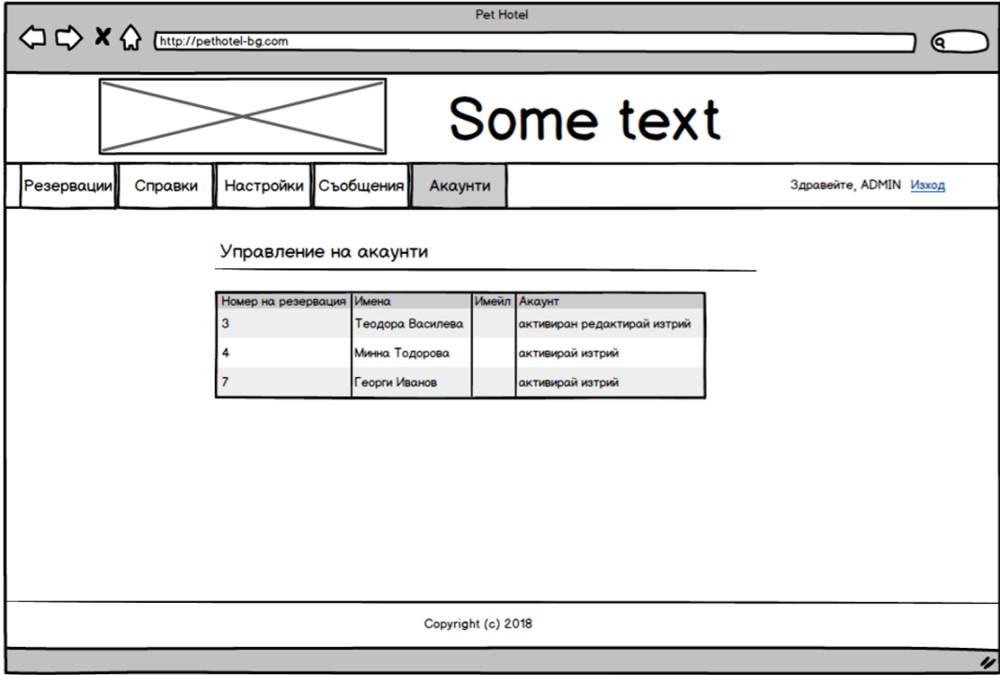 Pet Hotel
http://pethotel-bg.com
Some text
Резервации Справки Настройки Съобщения Акаунти Здравейте, ADMIN Изход
Управление на акаунти
Номер на резервация Имена Имейл Акаунт
3 Теодора Василева активиран редактирай изтрий
4 Минна Тодорова активирай изтрий
7 Георги Иванов активирай изтрий
Copyright (c) 2018